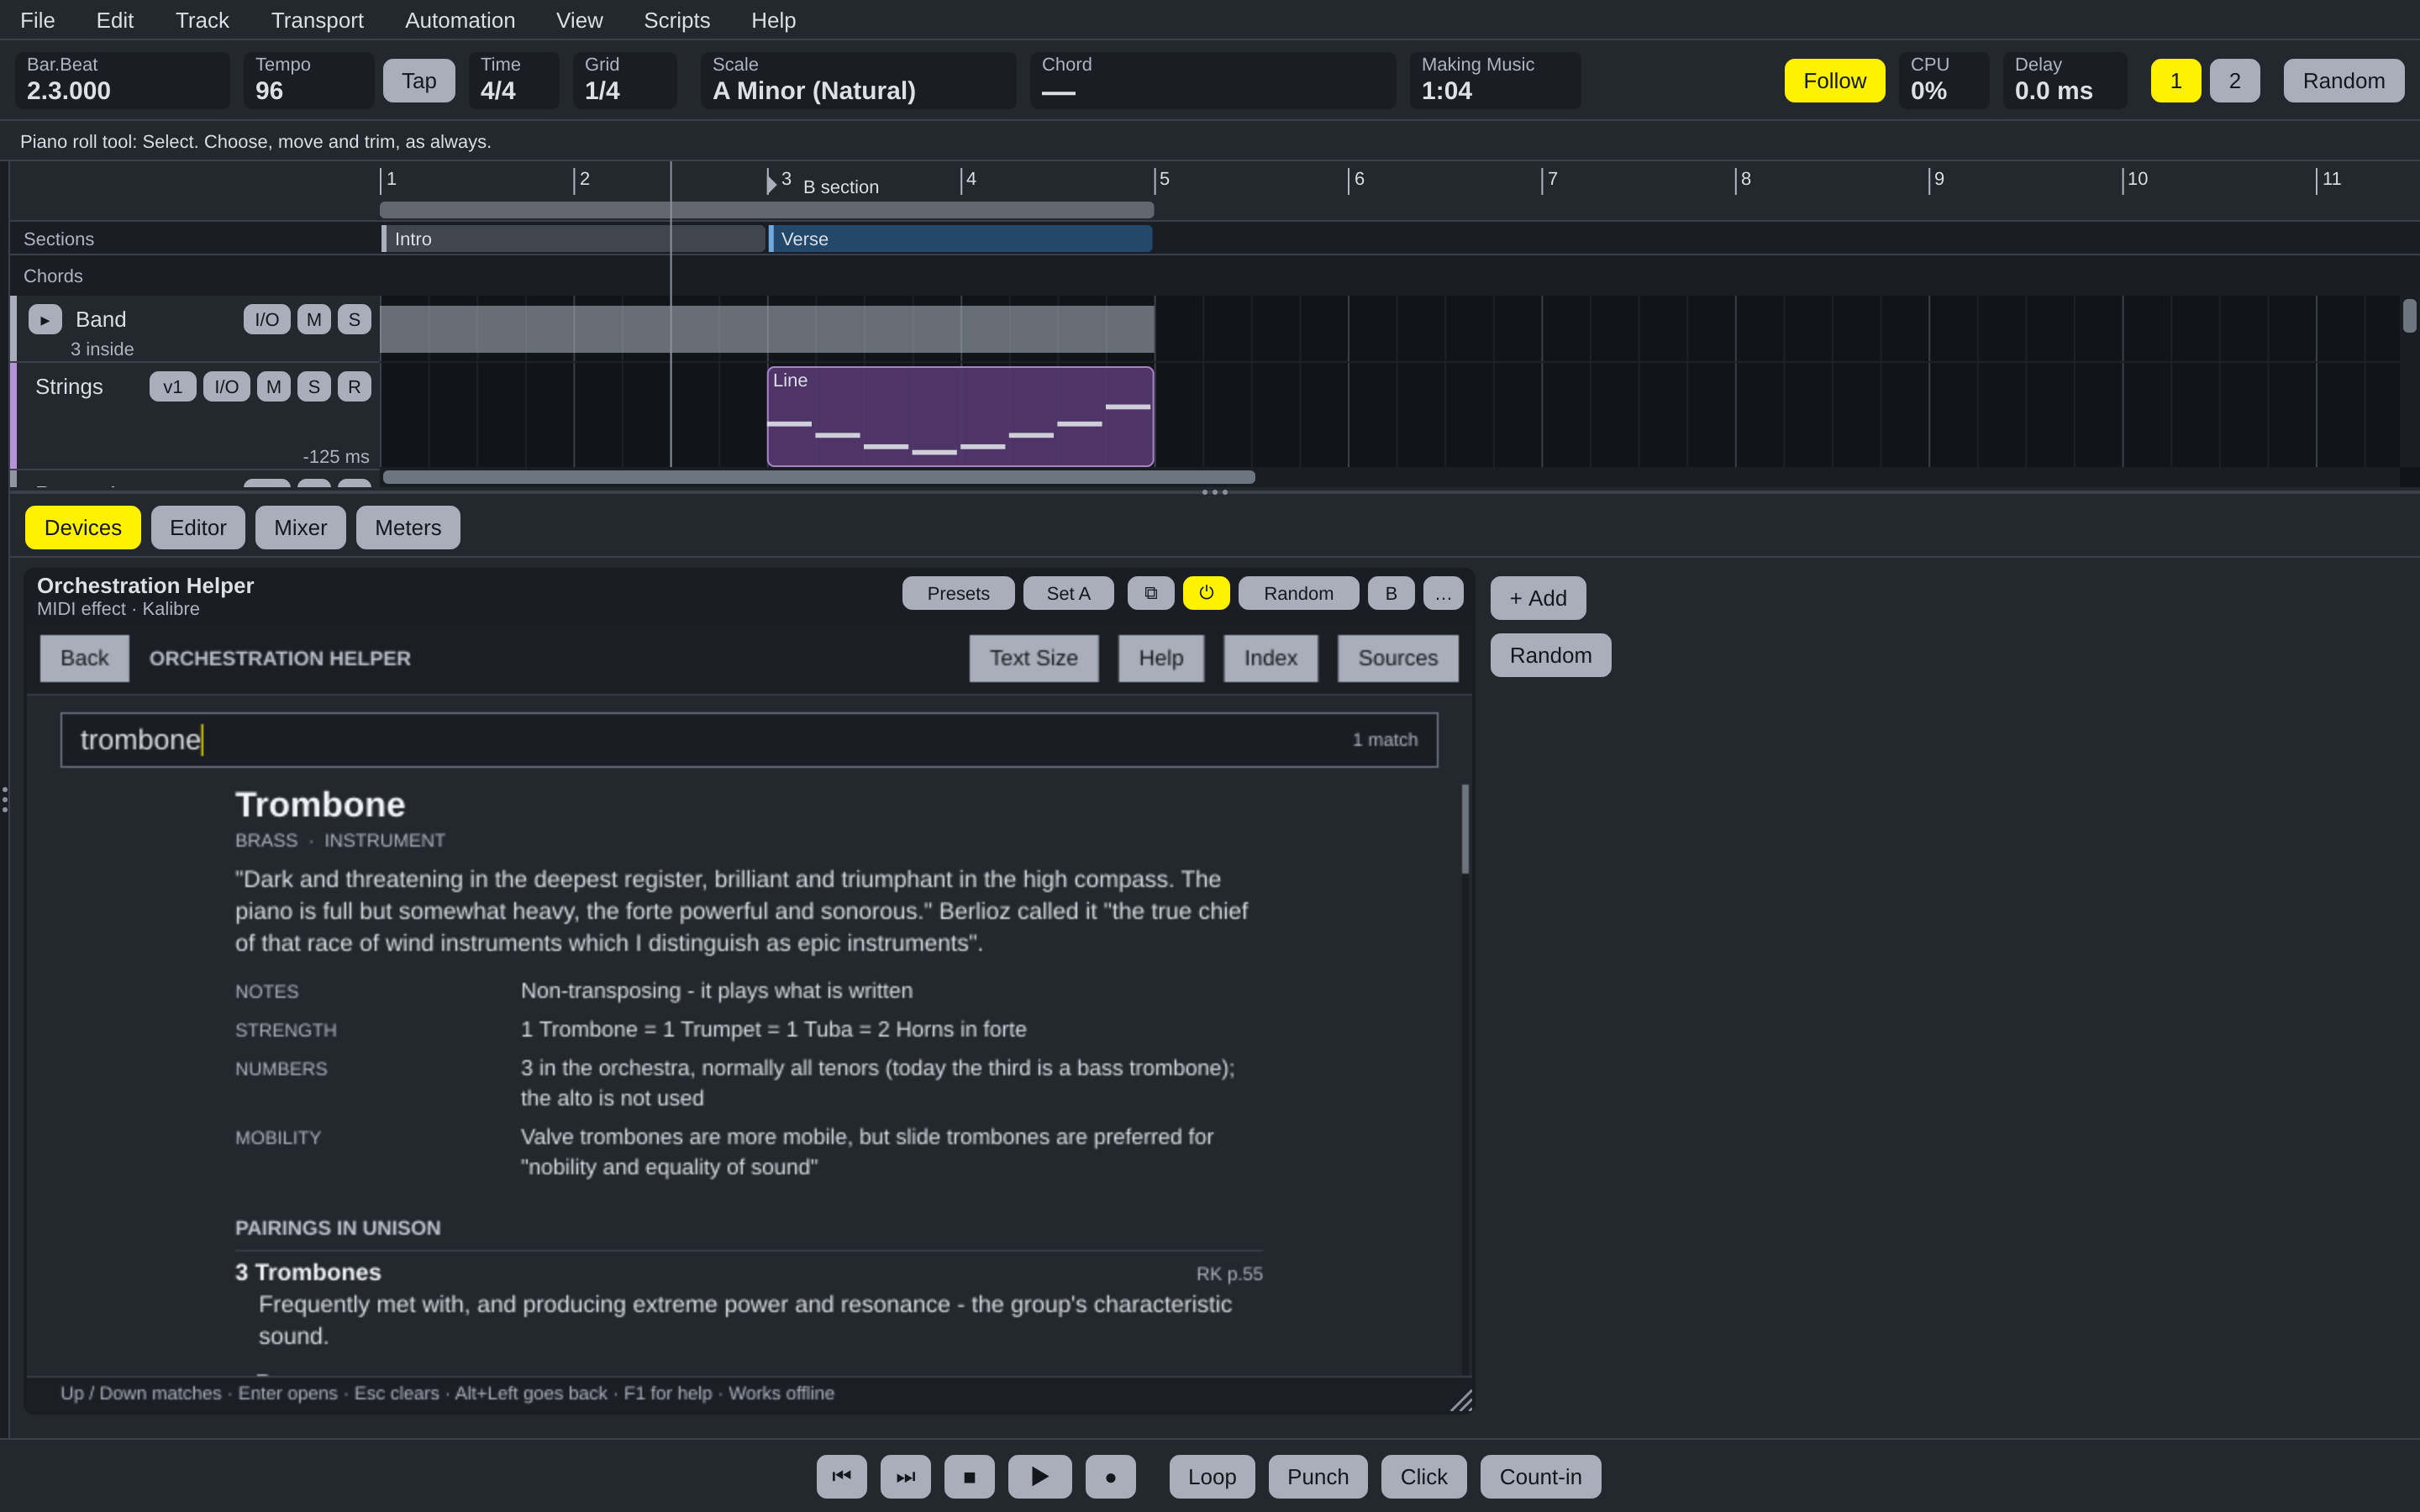 File Edit Track Transport Automation View Scripts Help
Bar.Beat Tempo Time Grid Scale Chord Making Music CPU Delay
2.3.000 96 Tap 4/4 1/4 A Minor (Natural) — 1:04 Follow 0% 0.0 ms 1 2 Random
Piano roll tool: Select. Choose, move and trim, as always.
1 2 3 B section 4 5 6 7 8 9 10 11
Sections Intro Verse
Chords
Band I/O M S
3 inside
Strings v1 I/O M S R Line
-125 ms
Devices Editor Mixer Meters
Orchestration Helper Presets Set A Random B ... + Add
MIDI effect · Kalibre
Back ORCHESTRATION HELPER Text Size Help Index Sources Random
trombone 1 match
Trombone
BRASS · INSTRUMENT
"Dark and threatening in the deepest register, brilliant and triumphant in the high compass. The
piano is full but somewhat heavy, the forte powerful and sonorous." Berlioz called it "the true chief
of that race of wind instruments which I distinguish as epic instruments".
NOTES Non-transposing - it plays what is written
STRENGTH 1 Trombone = 1 Trumpet = 1 Tuba = 2 Horns in forte
NUMBERS 3 in the orchestra, normally all tenors (today the third is a bass trombone);
the alto is not used
MOBILITY Valve trombones are more mobile, but slide trombones are preferred for
"nobility and equality of sound"
PAIRINGS IN UNISON
3 Trombones RK p.55
Frequently met with, and producing extreme power and resonance - the group's characteristic
sound.
Up / Down matches · Enter opens · Esc clears · Alt+Left goes back · F1 for help · Works offline
Loop Punch Click Count-in